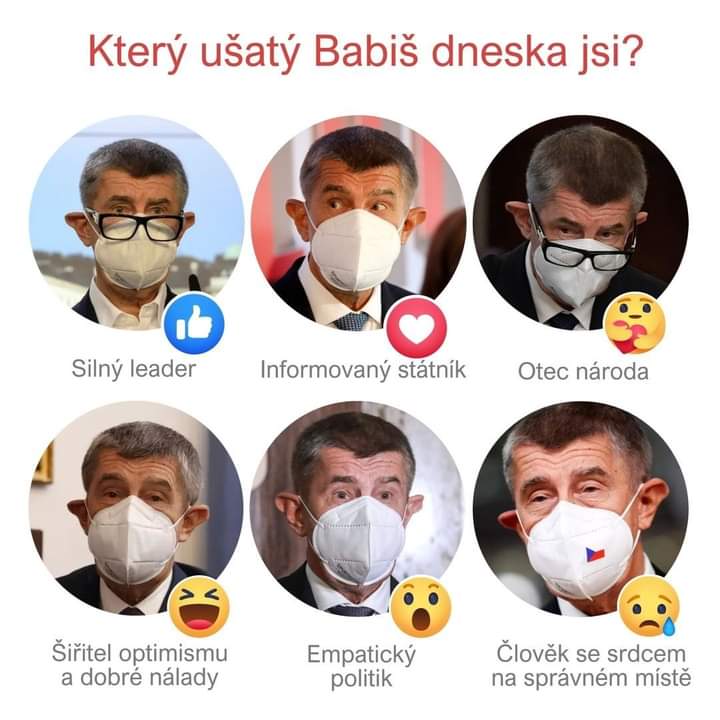 Který ušatý Babiš dneska jsi?
Silný leader
Informovaný státník
Otec národa
Šiřitel optimismu
a dobré nálady
Empatický
politik
Člověk se srdcem
na správném místě